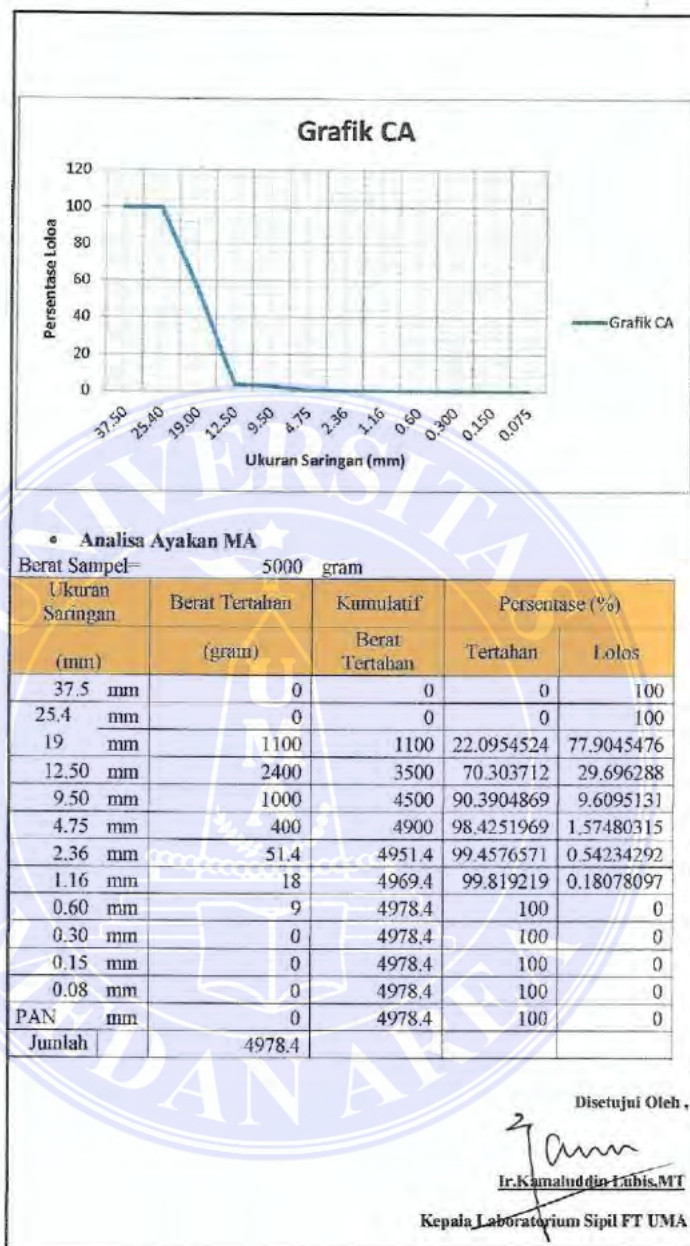 Grafik CA
120
100
80
60
40
20
0
Persentase Loloa
37.50 25.40 19.00 12.50 9.50 4.75 2.36 1.16 0.60 0.300 0.150 0.075
Ukuran Saringan (mm)
Grafik CA
• Analisa Ayakan MA
Berat Sampel= 5000 gram
Ukuran Saringan Berat Tertahan Kumulatif Persentase (%)
(mm) (gram) Berat Tertahan Tertahan Lolos
37.5 mm 0 0 0 100
25.4 mm 0 0 0 100
19 mm 1100 1100 22.0954524 77.9045476
12.50 mm 2400 3500 70.303712 29.696288
9.50 mm 1000 4500 90.3904869 9.6095131
4.75 mm 400 4900 98.4251969 1.57480315
2.36 mm 51.4 4951.4 99.4576571 0.54234292
1.16 mm 18 4969.4 99.819219 0.18078097
0.60 mm 9 4978.4 100 0
0.30 mm 0 4978.4 100 0
0.15 mm 0 4978.4 100 0
0.08 mm 0 4978.4 100 0
PAN mm 0 4978.4 100 0
Jumlah 4978.4
Disetujui Oleh ,
Ir.Kamaluddin Lubis,MT
Kepala Laboratorium Sipil FT UMA
UNIVERSITAS
MEDAN AREA